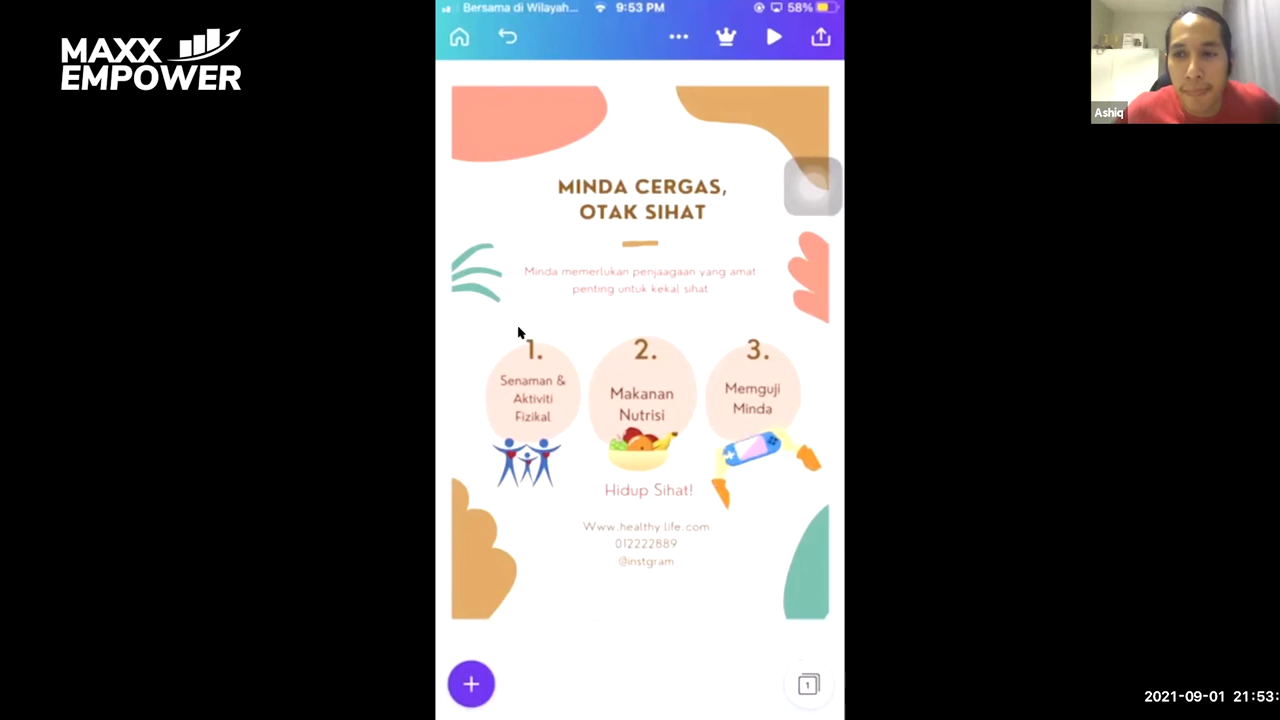 MAXX
EMPOWER
Bersama di Wilayah...
9:53 PM
58%
Ashiq
MINDA CERGAS,
OTAK SIHAT
Minda memerlukan penjaagaan yang amat
penting untuk kekal sihat
1.
Senaman &
Aktiviti
Fizikal
2.
Makanan
Nutrisi
3.
Memguji
Minda
Hidup Sihat!
Www.healthy life.com
012222889
@instgram
1
2021-09-01 21:53: